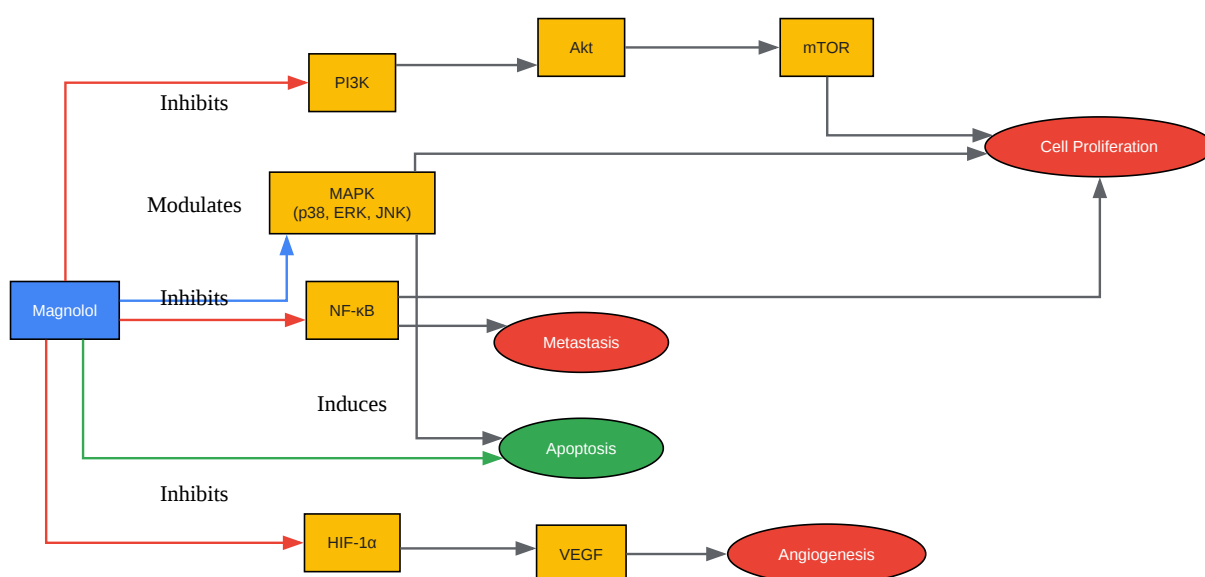 Akt
mTOR
PI3K
Inhibits
Cell Proliferation
MAPK
(p38, ERK, JNK)
Modulates
Inhibits
Magnolol
NF-κB
Metastasis
Induces
Apoptosis
Inhibits
HIF-1α
VEGF
Angiogenesis